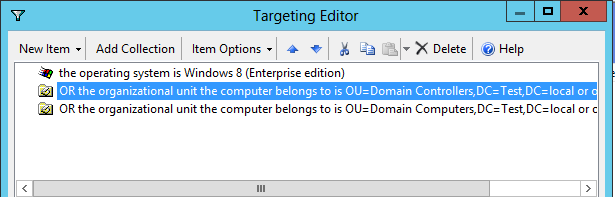 Targeting Editor
New Item Add Collection Item Options Delete Help
the operating system is Windows 8 (Enterprise edition)
OR the organizational unit the computer belongs to is OU=Domain Controllers,DC=Test,DC=local or o
OR the organizational unit the computer belongs to is OU=Domain Computers,DC=Test,DC=local or c